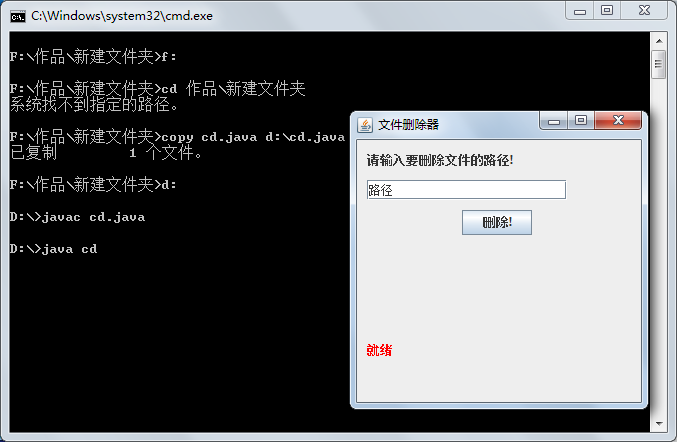 C:\Windows\system32\cmd.exe
F:\作品\新建文件夹>f:
F:\作品\新建文件夹>cd 作品\新建文件夹
系统找不到指定的路径。
F:\作品\新建文件夹>copy cd.java d:\cd.java
已复制         1 个文件。
F:\作品\新建文件夹>d:
D:\>javac cd.java
D:\>java cd
文件删除器
请输入要删除文件的路径!
路径
删除!
就绪